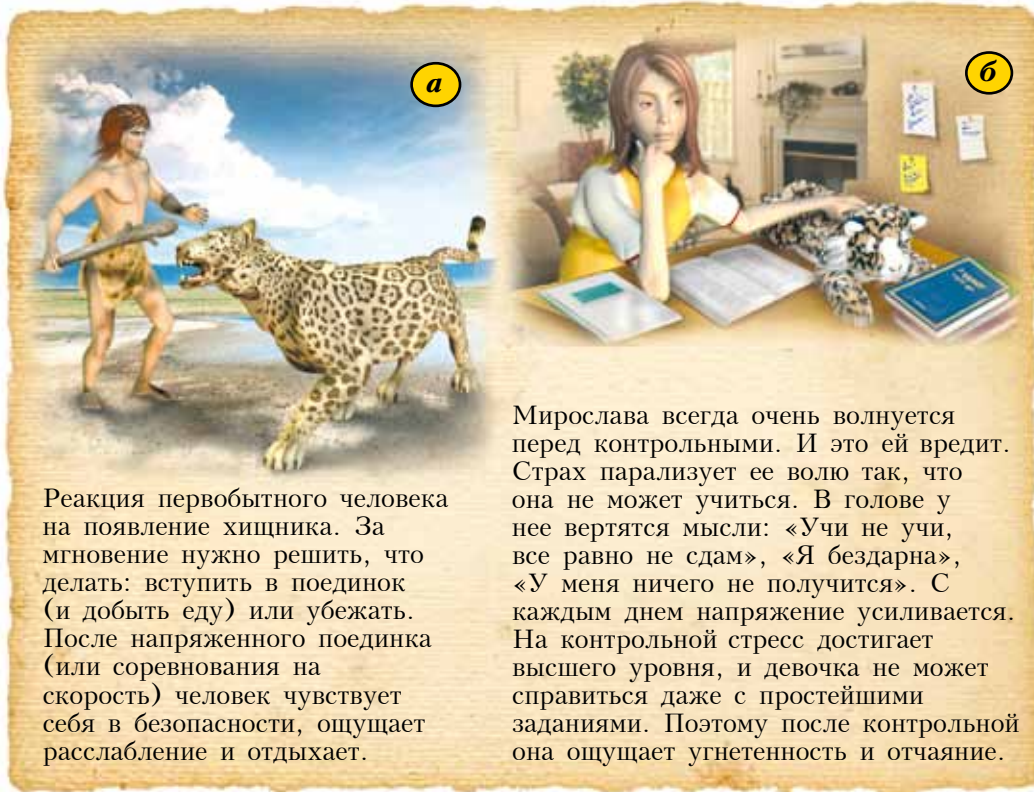 а
Реакция первобытного человека
на появление хищника. За
мгновение нужно решить, что
делать: вступить в поединок
(и добыть еду) или убежать.
После напряженного поединка
(или соревнования на
скорость) человек чувствует
себя в безопасности, ощущает
расслабление и отдыхает.
б
Мирослава всегда очень волнуется
перед контрольными. И это ей вредит.
Страх парализует ее волю так, что
она не может учиться. В голове у
нее вертятся мысли: «Учи не учи,
все равно не сдам», «Я бездарна»,
«У меня ничего не получится». С
каждым днем напряжение усиливается.
На контрольной стресс достигает
высшего уровня, и девочка не может
справиться даже с простейшими
заданиями. Поэтому после контрольной
она ощущает угнетенность и отчаяние.